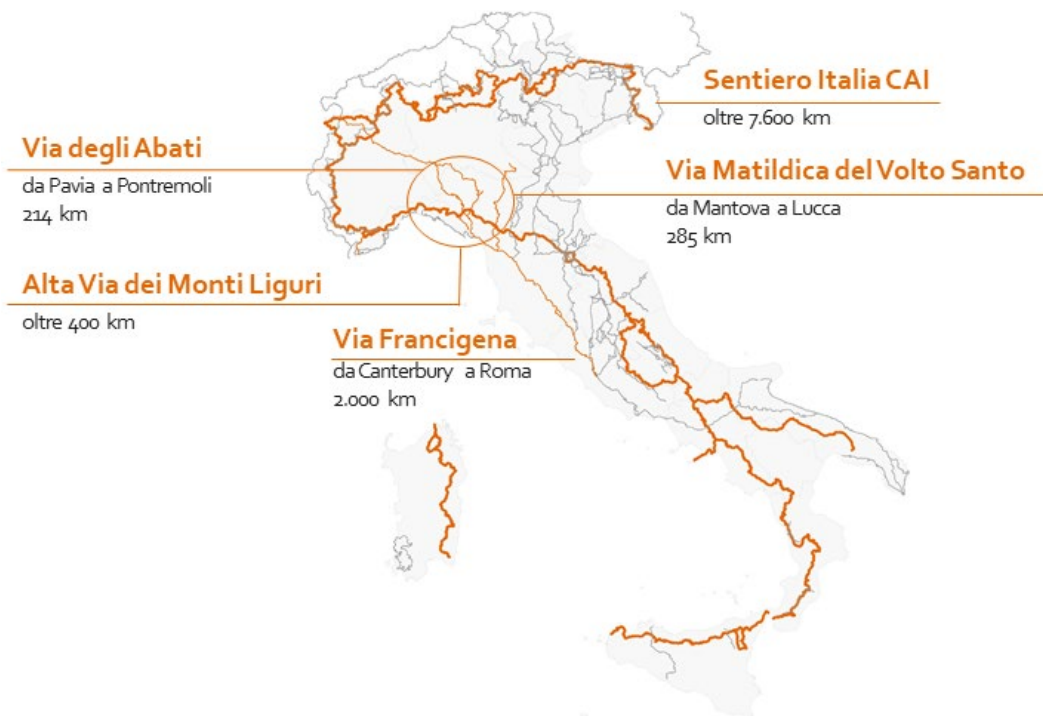 Sentiero Italia CAI
oltre 7.600 km
Via degli Abati
da Pavia a Pontremoli
214 km
Via Matildica del Volto Santo
da Mantova a Lucca
285 km
Alta Via dei Monti Liguri
oltre 400 km
Via Francigena
da Canterbury a Roma
2.000 km